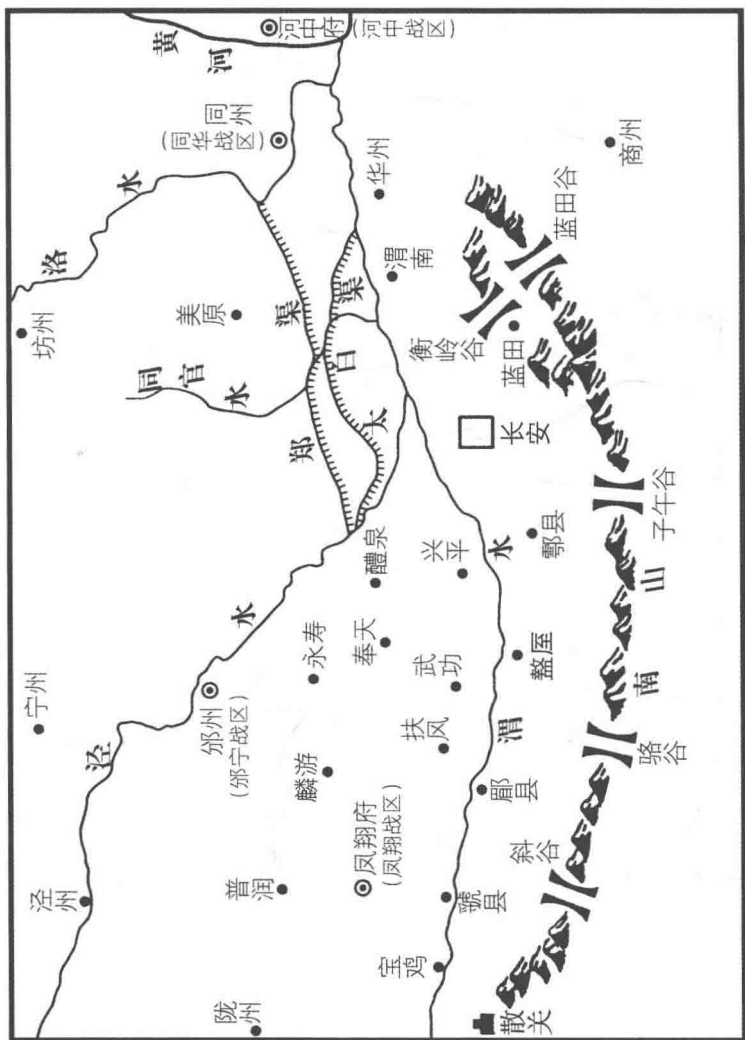 宁州
坊州
洛水
黄河
泾州
泾水
同官水
美原
同州
(同华战区)
河中府
(河中战区)
邠州
(邠宁战区)
陇州
普润
麟游
永寿
郑渠
太白渠
凤翔府
(凤翔战区)
奉天
醴泉
华州
渭南
宝鸡
虢县
扶风
武功
兴平
渭水
郿县
盩厔
鄠县
长安
衡岭谷
蓝田
蓝田谷
商州
散关
斜谷
骆谷
南山
子午谷